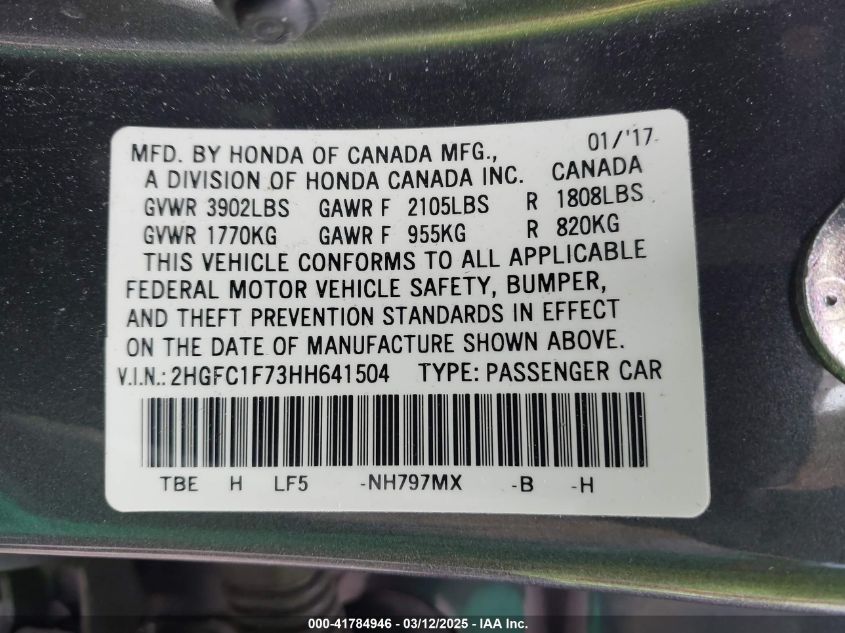 01/'17
MFD. BY HONDA OF CANADA MFG.,
A DIVISION OF HONDA CANADA INC. CANADA
GVWR 3902LBS GAWR F 2105LBS R 1808LBS
GVWR 1770KG GAWR F 955KG R 820KG
THIS VEHICLE CONFORMS TO ALL APPLICABLE
FEDERAL MOTOR VEHICLE SAFETY, BUMPER,
AND THEFT PREVENTION STANDARDS IN EFFECT
ON THE DATE OF MANUFACTURE SHOWN ABOVE.
V.I.N.: 2HGFC1F73HH641504 TYPE: PASSENGER CAR
TBE H LF5 -NH797MX -B -H
000-41784946 - 03/12/2025 - IAA Inc.